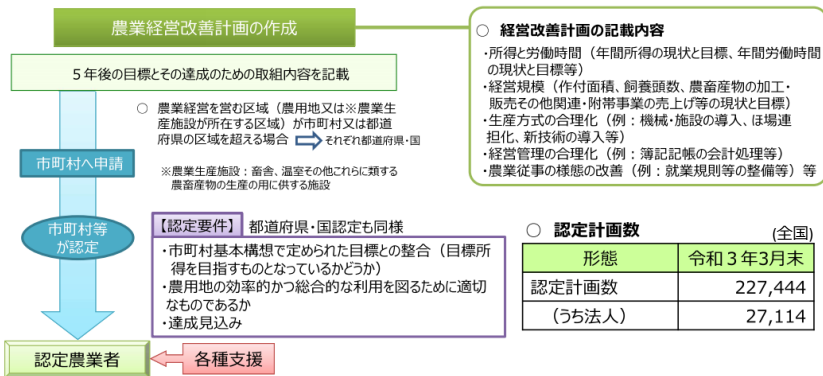 農業経営改善計画の作成
５年後の目標とその達成のための取組内容を記載
○ 農業経営を営む区域（農用地又は※農業生
産施設が所在する区域）が市町村又は都道
府県の区域を超える場合 ⇨ それぞれ都道府県・国
※農業生産施設：畜舎、温室その他これらに類する
農畜産物の生産の用に供する施設
市町村へ申請
市町村等
が認定
【認定要件】 都道府県・国認定も同様
・市町村基本構想で定められた目標との整合（目標所
得を目指すものとなっているかどうか）
・農用地の効率的かつ総合的な利用を図るために適切
なものであるか
・達成見込み
認定農業者
各種支援
○ 経営改善計画の記載内容
・所得と労働時間（年間所得の現状と目標、年間労働時間
の現状と目標等）
・経営規模（作付面積、飼養頭数、農畜産物の加工・
販売その他関連・附帯事業の売上げ等の現状と目標）
・生産方式の合理化（例：機械・施設の導入、ほ場連
担化、新技術の導入等）
・経営管理の合理化（例：簿記記帳の会計処理等）
・農業従事の様態の改善（例：就業規則等の整備等）等
○ 認定計画数
(全国)
形態 令和３年3月末
認定計画数 227,444
（うち法人） 27,114